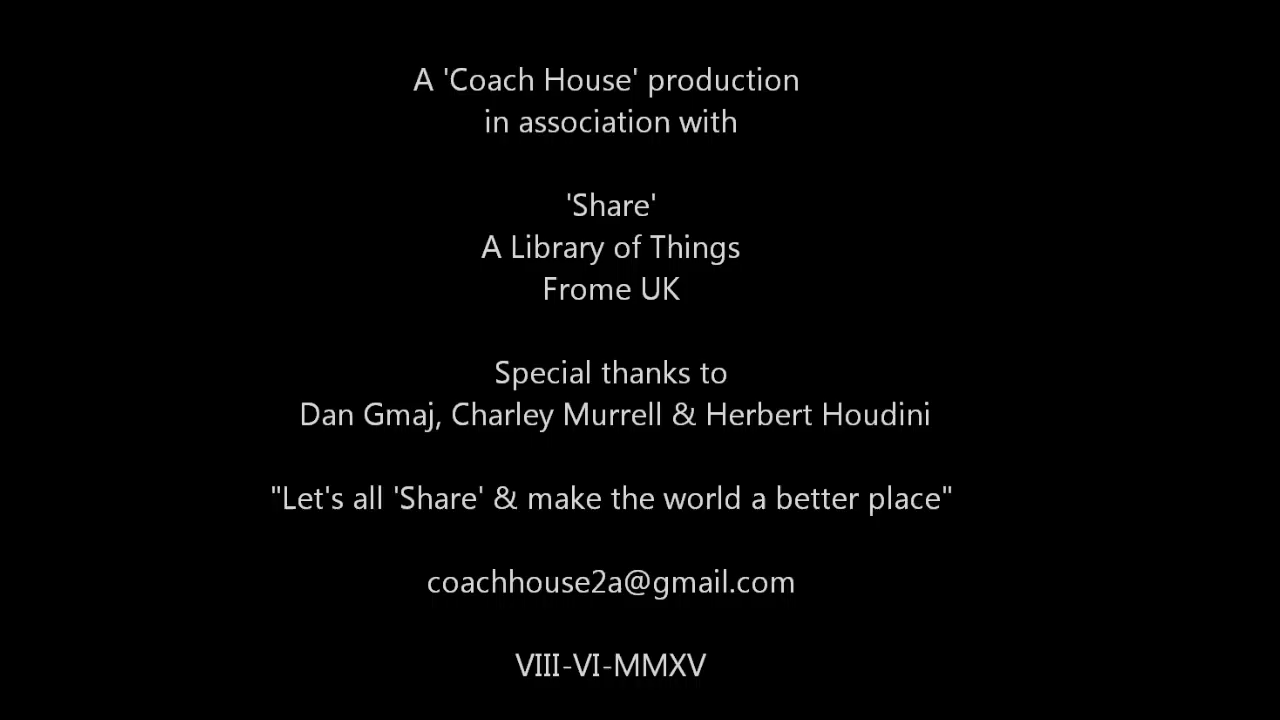 A 'Coach House' production
in association with
'Share'
A Library of Things
Frome UK
Special thanks to
Dan Gmaj, Charley Murrell & Herbert Houdini
"Let's all 'Share' & make the world a better place"
coachhouse2a@gmail.com
VIII-VI-MMXV